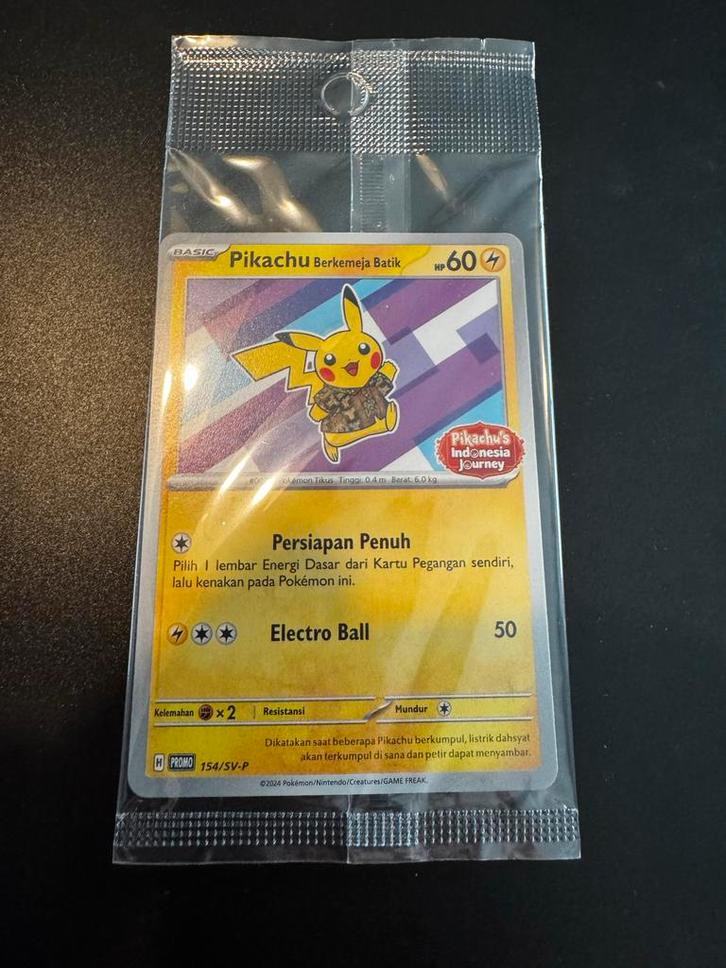 BASIC Pikachu Berkemeja Batik HP 60
Pikachu's
Indonesia
Journey
Pokémon Tikus Tinggi: 0.4 m Berat: 6.0 kg
Persiapan Penuh
Pilih 1 lembar Energi Dasar dari Kartu Pegangan sendiri,
lalu kenakan pada Pokémon ini.
Electro Ball 50
Kelemahan ×2 Resistansi Mundur
Dikatakan saat beberapa Pikachu berkumpul, listrik dahsyat
akan terkumpul di sana dan petir dapat menyambar.
H PROMO 154/SV-P
©2024 Pokémon/Nintendo/Creatures/GAME FREAK.